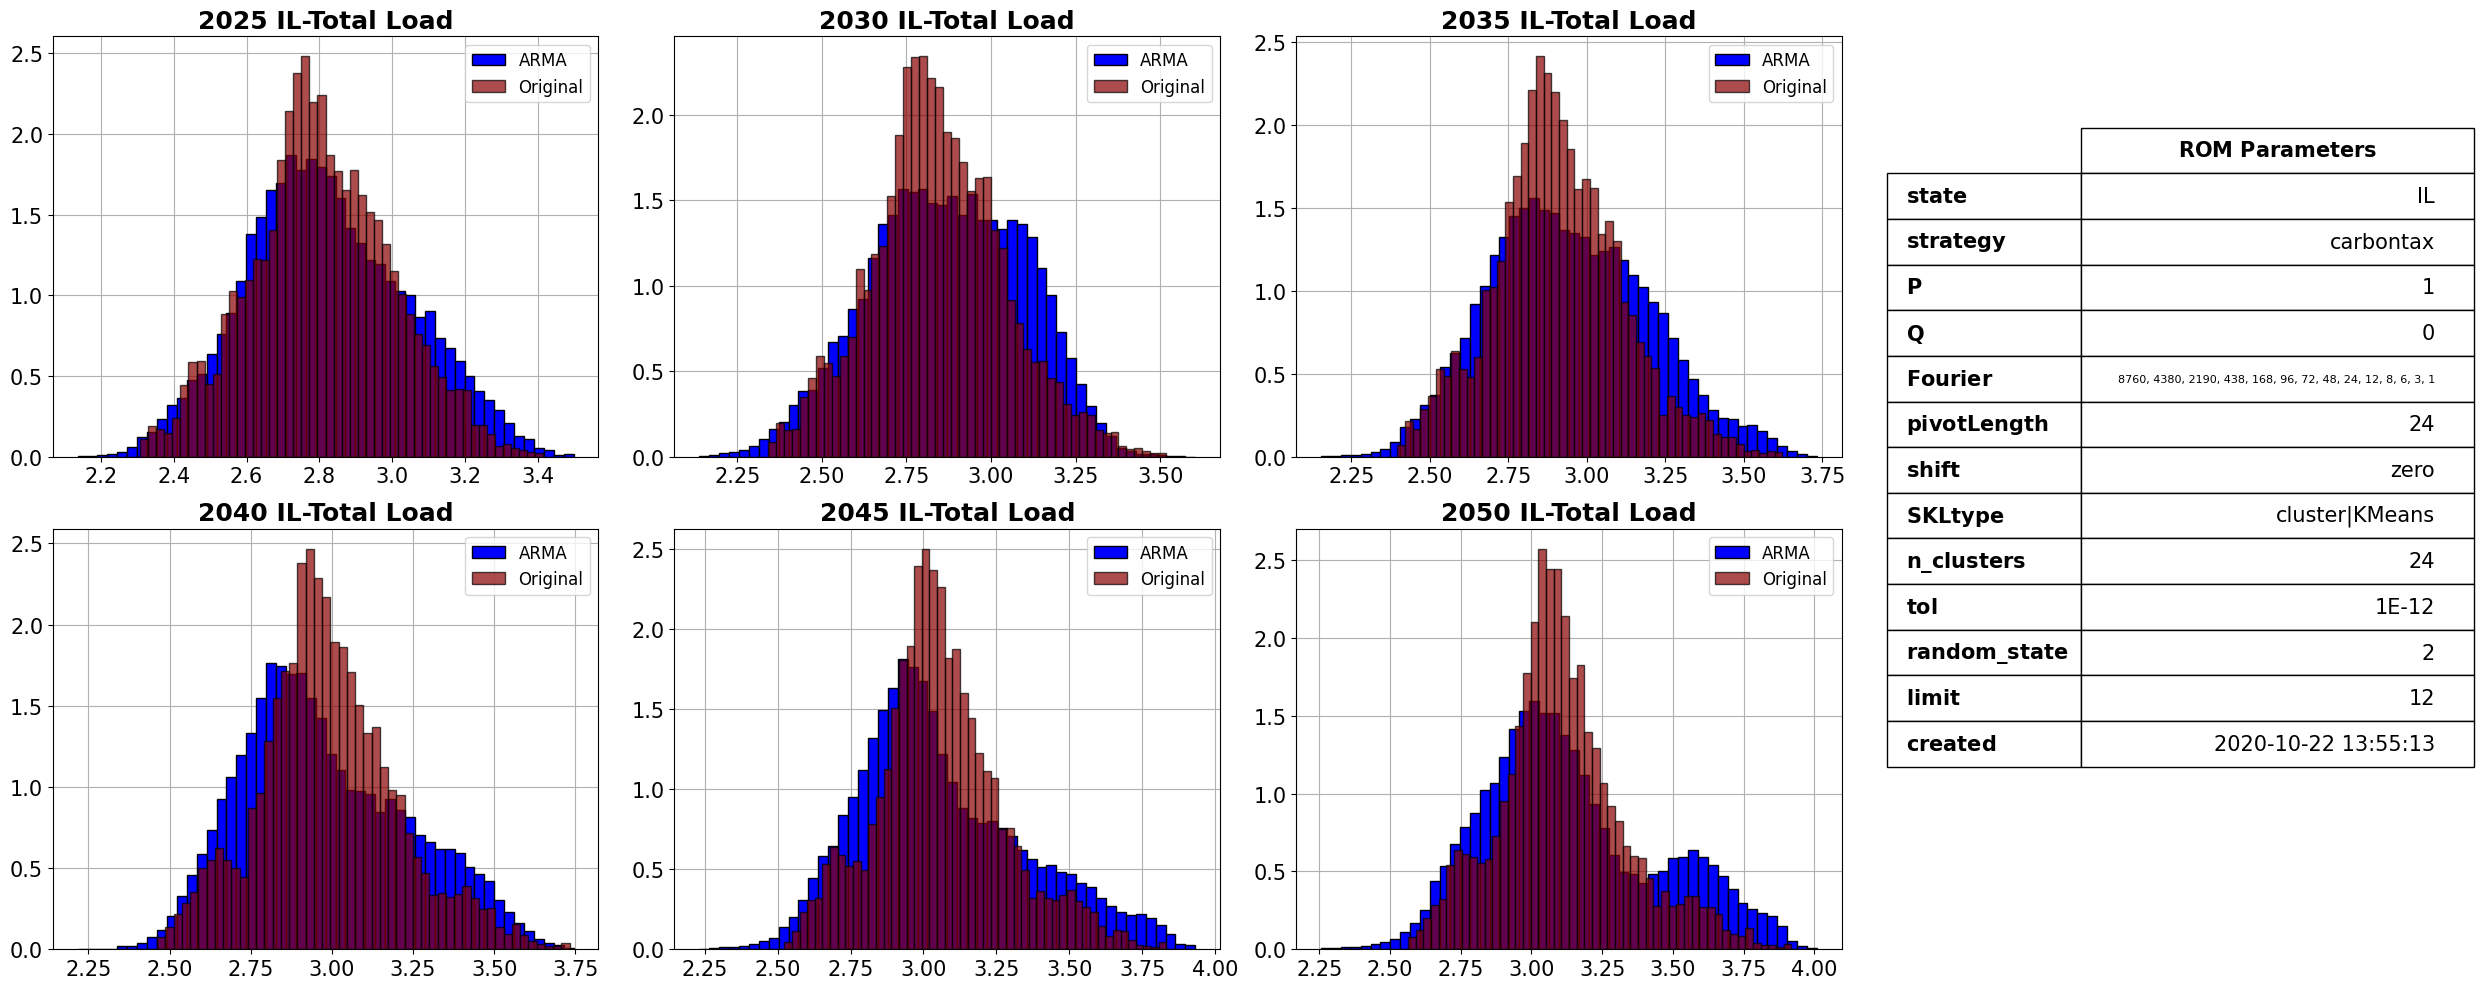 2025 IL-Total Load
2.5
2.0
1.5
1.0
0.5
0.0
2.2 2.4 2.6 2.8 3.0 3.2 3.4
ARMA
Original
2030 IL-Total Load
2.0
1.5
1.0
0.5
0.0
2.25 2.50 2.75 3.00 3.25 3.50
ARMA
Original
2035 IL-Total Load
2.5
2.0
1.5
1.0
0.5
0.0
2.25 2.50 2.75 3.00 3.25 3.50 3.75
ARMA
Original
2040 IL-Total Load
2.5
2.0
1.5
1.0
0.5
0.0
2.25 2.50 2.75 3.00 3.25 3.50 3.75
ARMA
Original
2045 IL-Total Load
2.5
2.0
1.5
1.0
0.5
0.0
2.25 2.50 2.75 3.00 3.25 3.50 3.75 4.00
ARMA
Original
2050 IL-Total Load
2.5
2.0
1.5
1.0
0.5
0.0
2.25 2.50 2.75 3.00 3.25 3.50 3.75 4.00
ARMA
Original
ROM Parameters
state IL
strategy carbontax
P 1
Q 0
Fourier 8760, 4380, 2190, 438, 168, 96, 72, 48, 24, 12, 8, 6, 3, 1
pivotLength 24
shift zero
SKLtype cluster|KMeans
n_clusters 24
tol 1E-12
random_state 2
limit 12
created 2020-10-22 13:55:13